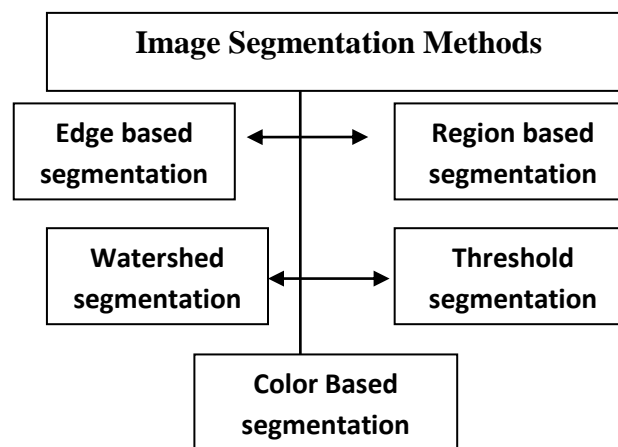 Image Segmentation Methods
Edge based
segmentation
Region based
segmentation
Watershed
segmentation
Threshold
segmentation
Color Based
segmentation